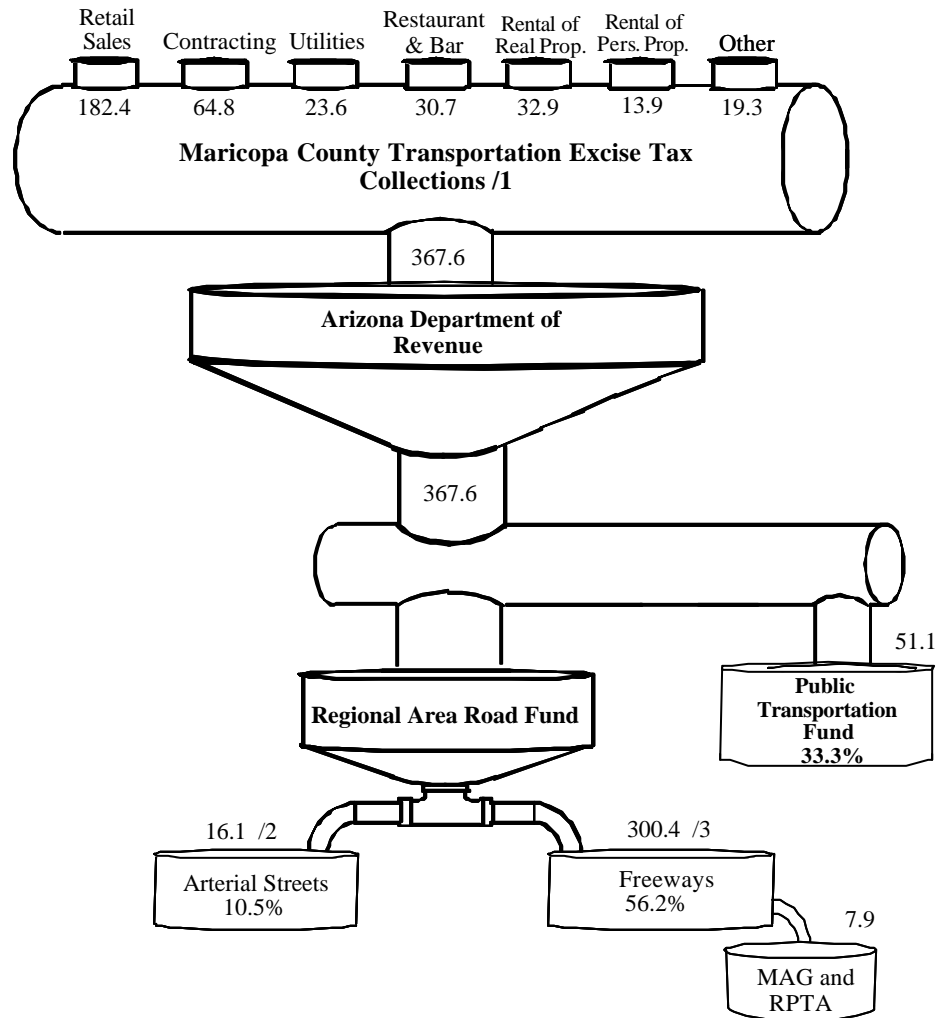 Retail
Sales
Contracting
Utilities
Restaurant
& Bar
Rental of
Real Prop.
Rental of
Pers. Prop.
Other
182.4
64.8
23.6
30.7
32.9
13.9
19.3
Maricopa County Transportation Excise Tax
Collections /1
367.6
Arizona Department of
Revenue
367.6
51.1
Public
Transportation
Fund
33.3%
Regional Area Road Fund
16.1 /2
300.4 /3
Arterial Streets
10.5%
Freeways
56.2%
7.9
MAG and
RPTA